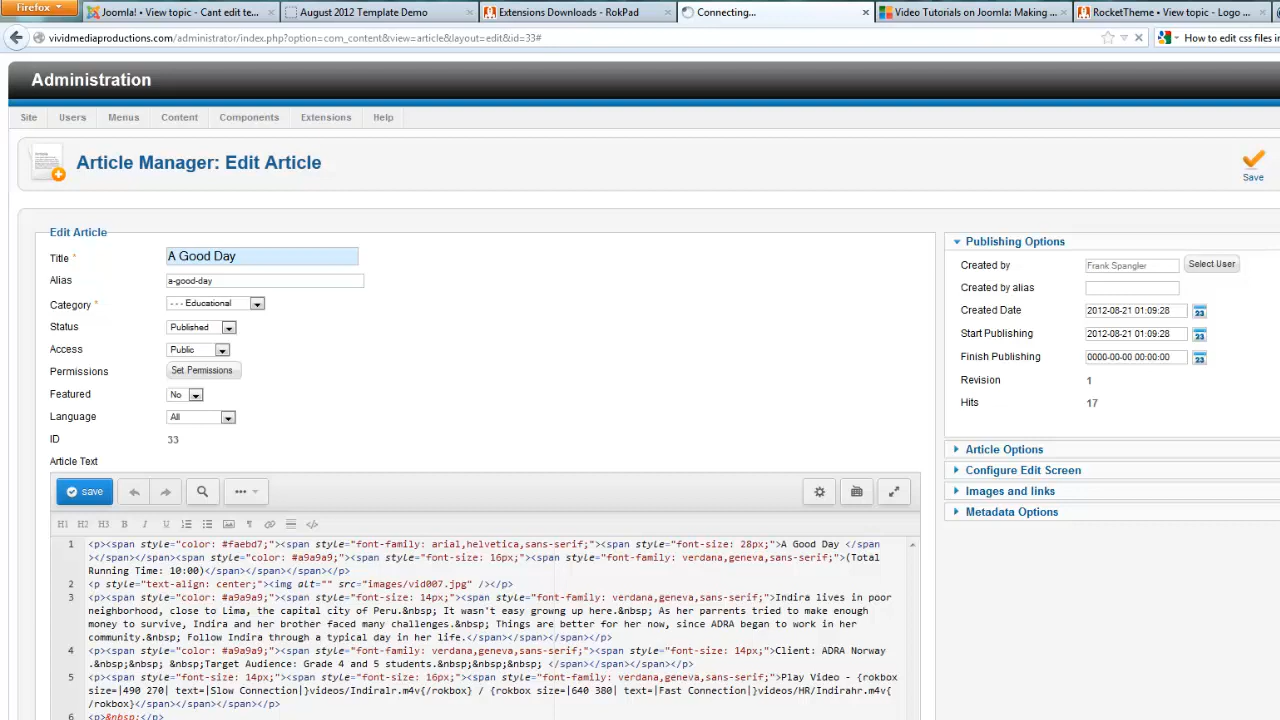 Firefox
Joomla! • View topic - Cant edit te...
August 2012 Template Demo
Extensions Downloads - RokPad
Connecting...
Video Tutorials on Joomla: Making ...
RocketTheme • View topic - Logo ...
vividmediaproductions.com/administrator/index.php?option=com_content&view=article&layout=edit&id=33#
How to edit css files in
Administration
Site Users Menus Content Components Extensions Help
Article Manager: Edit Article
Save
Edit Article
Title * A Good Day
Alias a-good-day
Category * - - - Educational
Status Published
Access Public
Permissions Set Permissions
Featured No
Language All
ID 33
Article Text
save
H1 H2 H3 B I U
1 <p><span style="color: #faebd7;"><span style="font-family: arial,helvetica,sans-serif;"><span style="font-size: 28px;">A Good Day </span
></span></span><span style="color: #a9a9a9;"><span style="font-size: 16px;"><span style="font-family: verdana,geneva,sans-serif;">(Total
Running Time: 10:00)</span></span></span></p>
2 <p style="text-align: center;"><img alt="" src="images/vid007.jpg" /></p>
3 <p><span style="color: #a9a9a9;"><span style="font-size: 14px;"><span style="font-family: verdana,geneva,sans-serif;">Indira lives in poor
neighborhood, close to Lima, the capital city of Peru.&nbsp; It wasn't easy growng up here.&nbsp; As her parrents tried to make enough
money to survive, Indira and her brother faced many challenges.&nbsp; Things are better for her now, since ADRA began to work in her
community.&nbsp; Follow Indira through a typical day in her life.</span></span></span></p>
4 <p><span style="color: #a9a9a9;"><span style="font-family: verdana,geneva,sans-serif;"><span style="font-size: 14px;">Client: ADRA Norway
.&nbsp;&nbsp; &nbsp;Target Audience: Grade 4 and 5 students.&nbsp;&nbsp;&nbsp; </span></span></span></p>
5 <p><span style="font-size: 14px;"><span style="font-size: 16px;"><span style="font-family: verdana,geneva,sans-serif;">Play Video - {rokbox
size=|490 270| text=|Slow Connection|}videos/Indiralr.m4v{/rokbox} / {rokbox size=|640 380| text=|Fast Connection|}videos/HR/Indirahr.m4v{
/rokbox}</span></span></span></p>
6 <p>&nbsp;</p>
Publishing Options
Created by Frank Spangler Select User
Created by alias
Created Date 2012-08-21 01:09:28 23
Start Publishing 2012-08-21 01:09:28 23
Finish Publishing 0000-00-00 00:00:00 23
Revision 1
Hits 17
Article Options
Configure Edit Screen
Images and links
Metadata Options